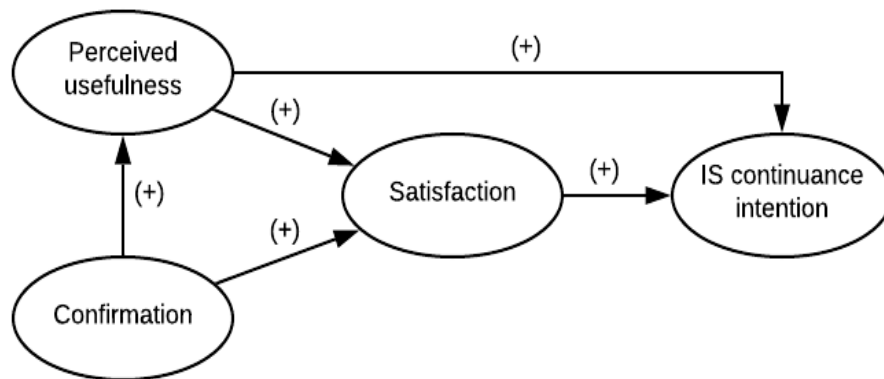 Perceived
usefulness
(+)
(+)
(+)
Satisfaction
(+)
IS continuance
intention
(+)
Confirmation